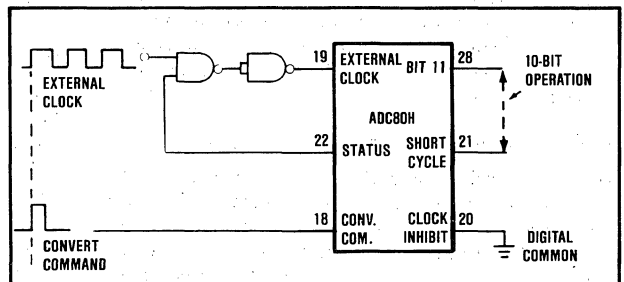 EXTERNAL
CLOCK
19
EXTERNAL
CLOCK
BIT 11
28
10-BIT
OPERATION
ADC80H
22
STATUS
SHORT
CYCLE
21
18
CONV.
COM.
CLOCK
INHIBIT
20
CONVERT
COMMAND
DIGITAL
COMMON